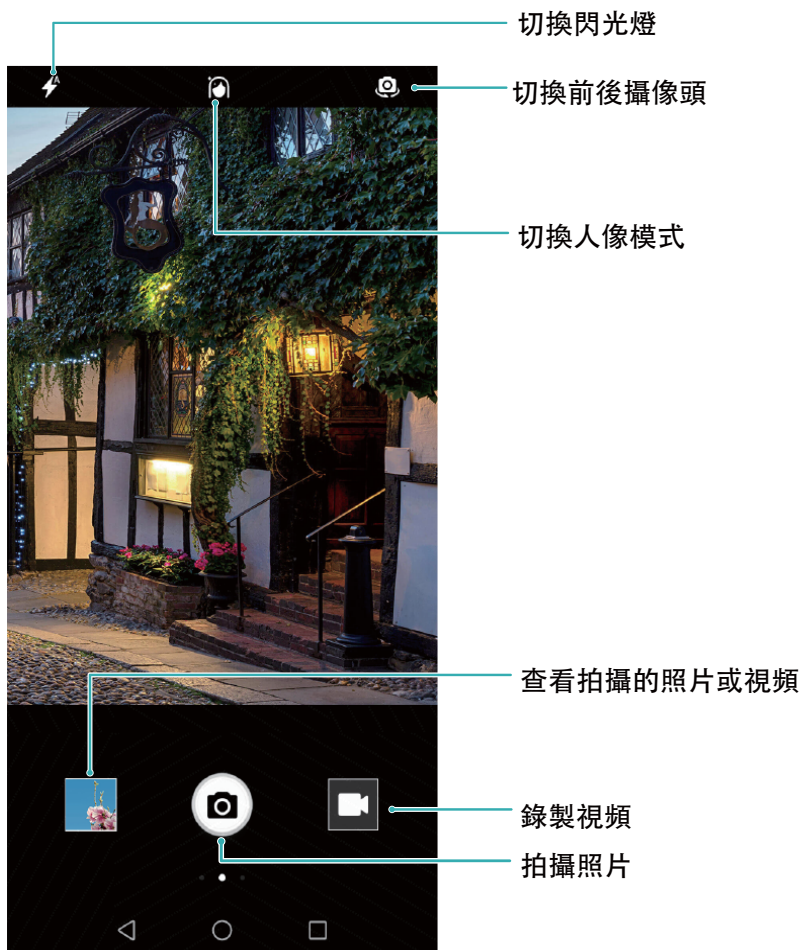 切換閃光燈
A
切換前後攝像頭
切換人像模式
查看拍攝的照片或視頻
錄製視頻
拍攝照片